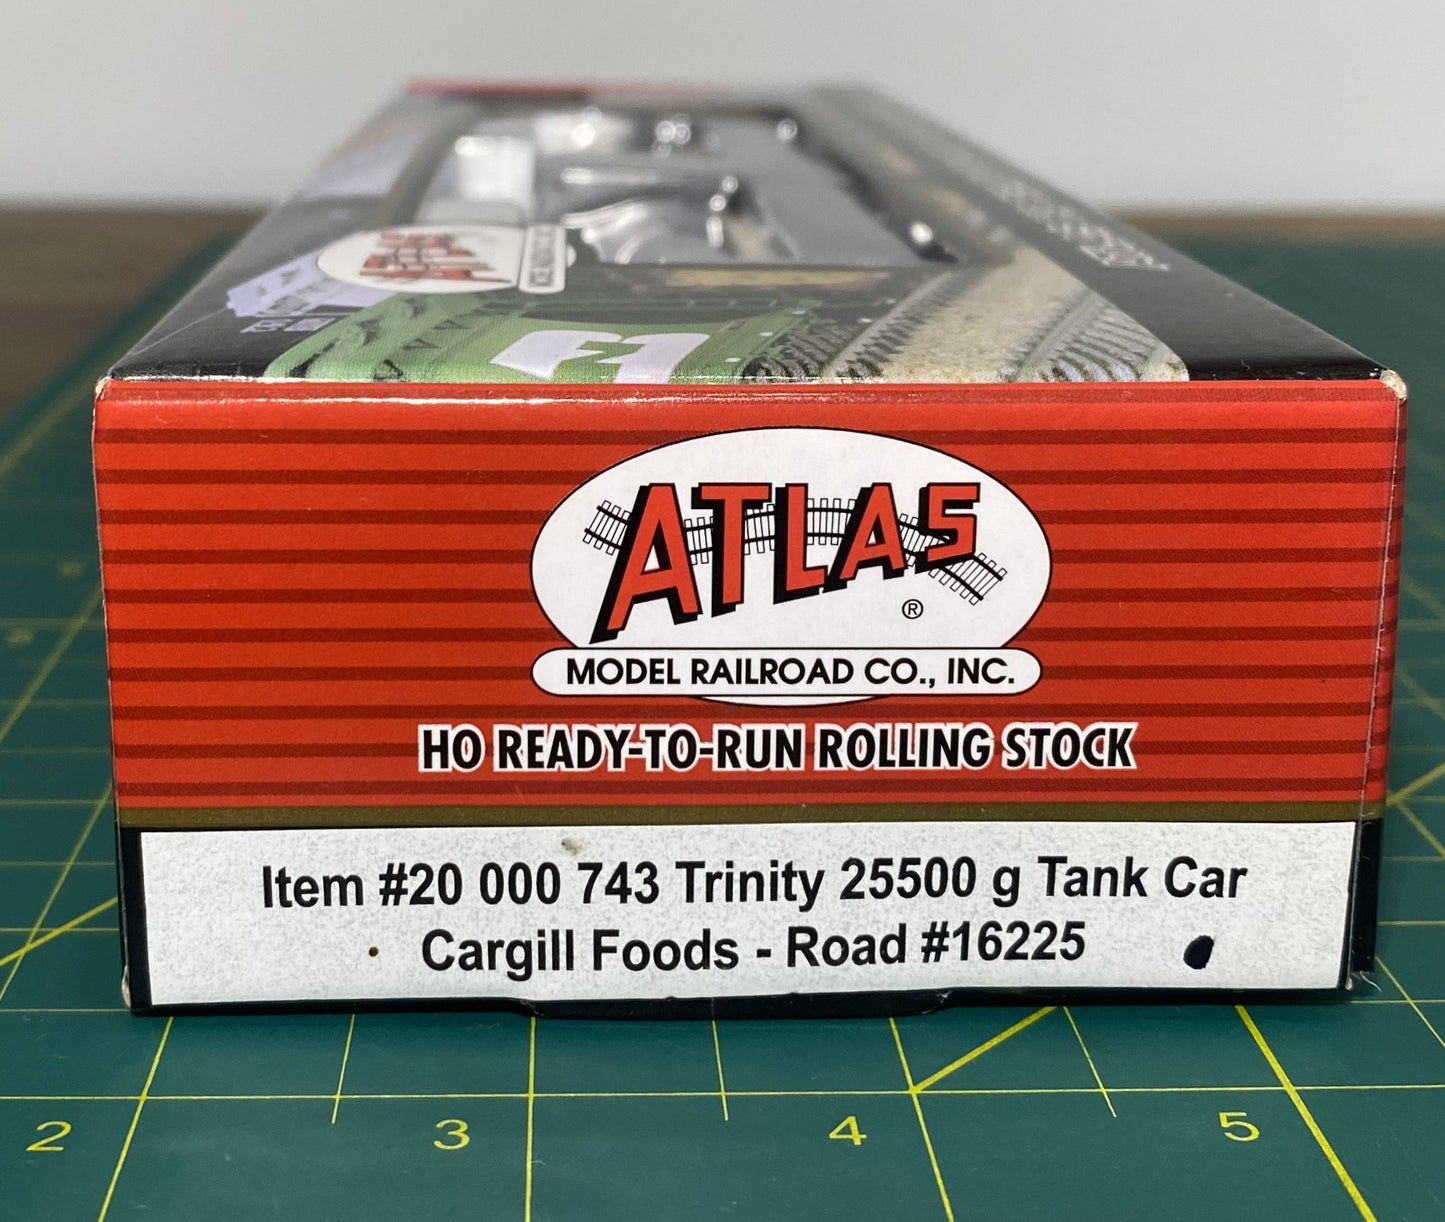 ATLAS
®
MODEL RAILROAD CO., INC.
HO READY-TO-RUN ROLLING STOCK
Item #20 000 743 Trinity 25500 g Tank Car
Cargill Foods - Road #16225
2 3 4 5